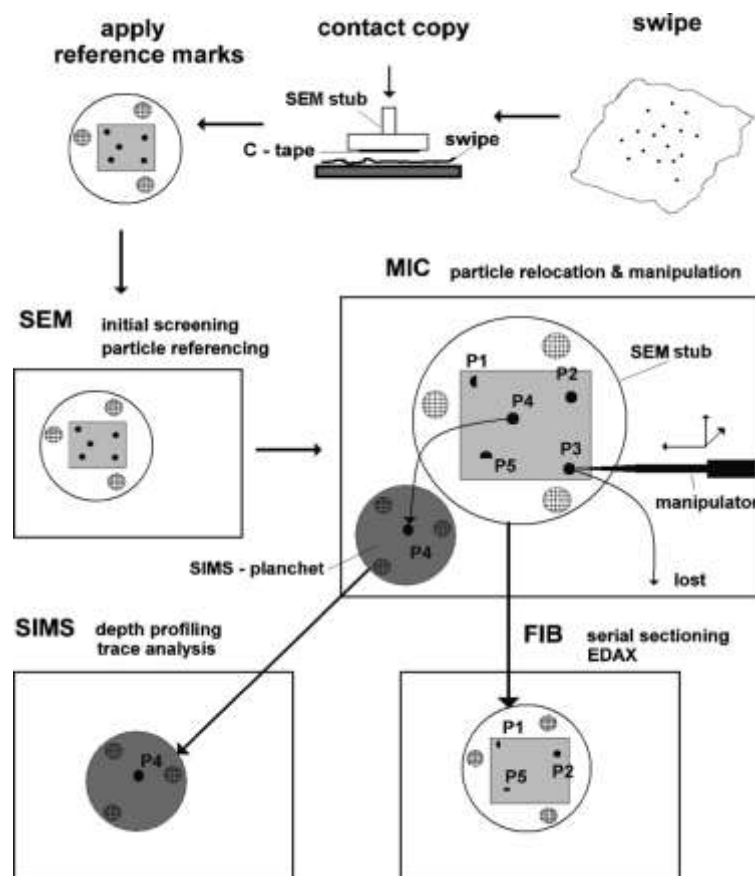 apply
reference marks
contact copy
swipe
SEM stub
C - tape
swipe
MIC particle relocation & manipulation
SEM initial screening
particle referencing
SEM stub
P1
P2
P4
P3
P5
manipulator
P4
SIMS - planchet
lost
SIMS depth profiling
trace analysis
FIB serial sectioning
EDAX
P4
P1
P5
P2